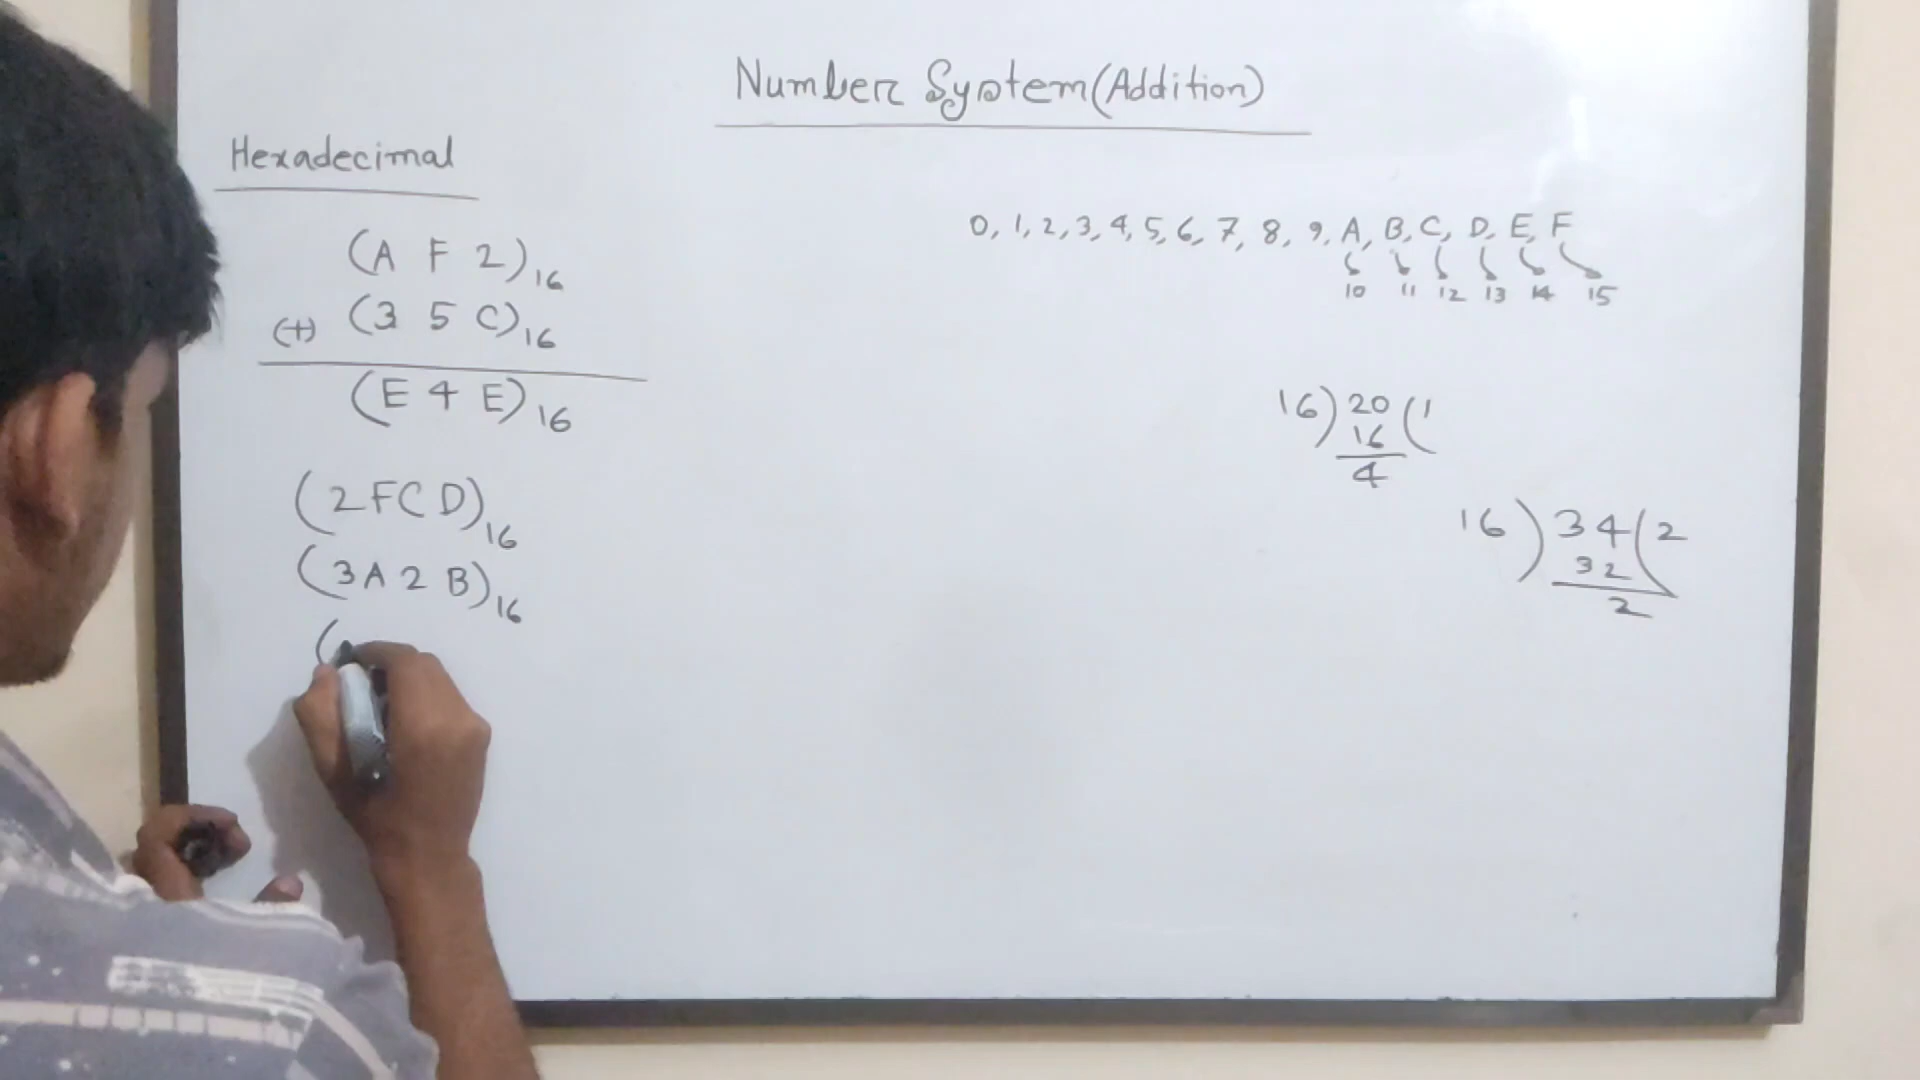 Number System(Addition)
Hexadecimal
(A F 2)16
(+) (3 5 C)16
(E 4 E)16
(2FCD)16
(3A2B)16
(
0, 1, 2, 3, 4, 5, 6, 7, 8, 9, A, B, C, D, E, F
10 11 12 13 14 15
16)20(1
16
4
16)34(2
32
2